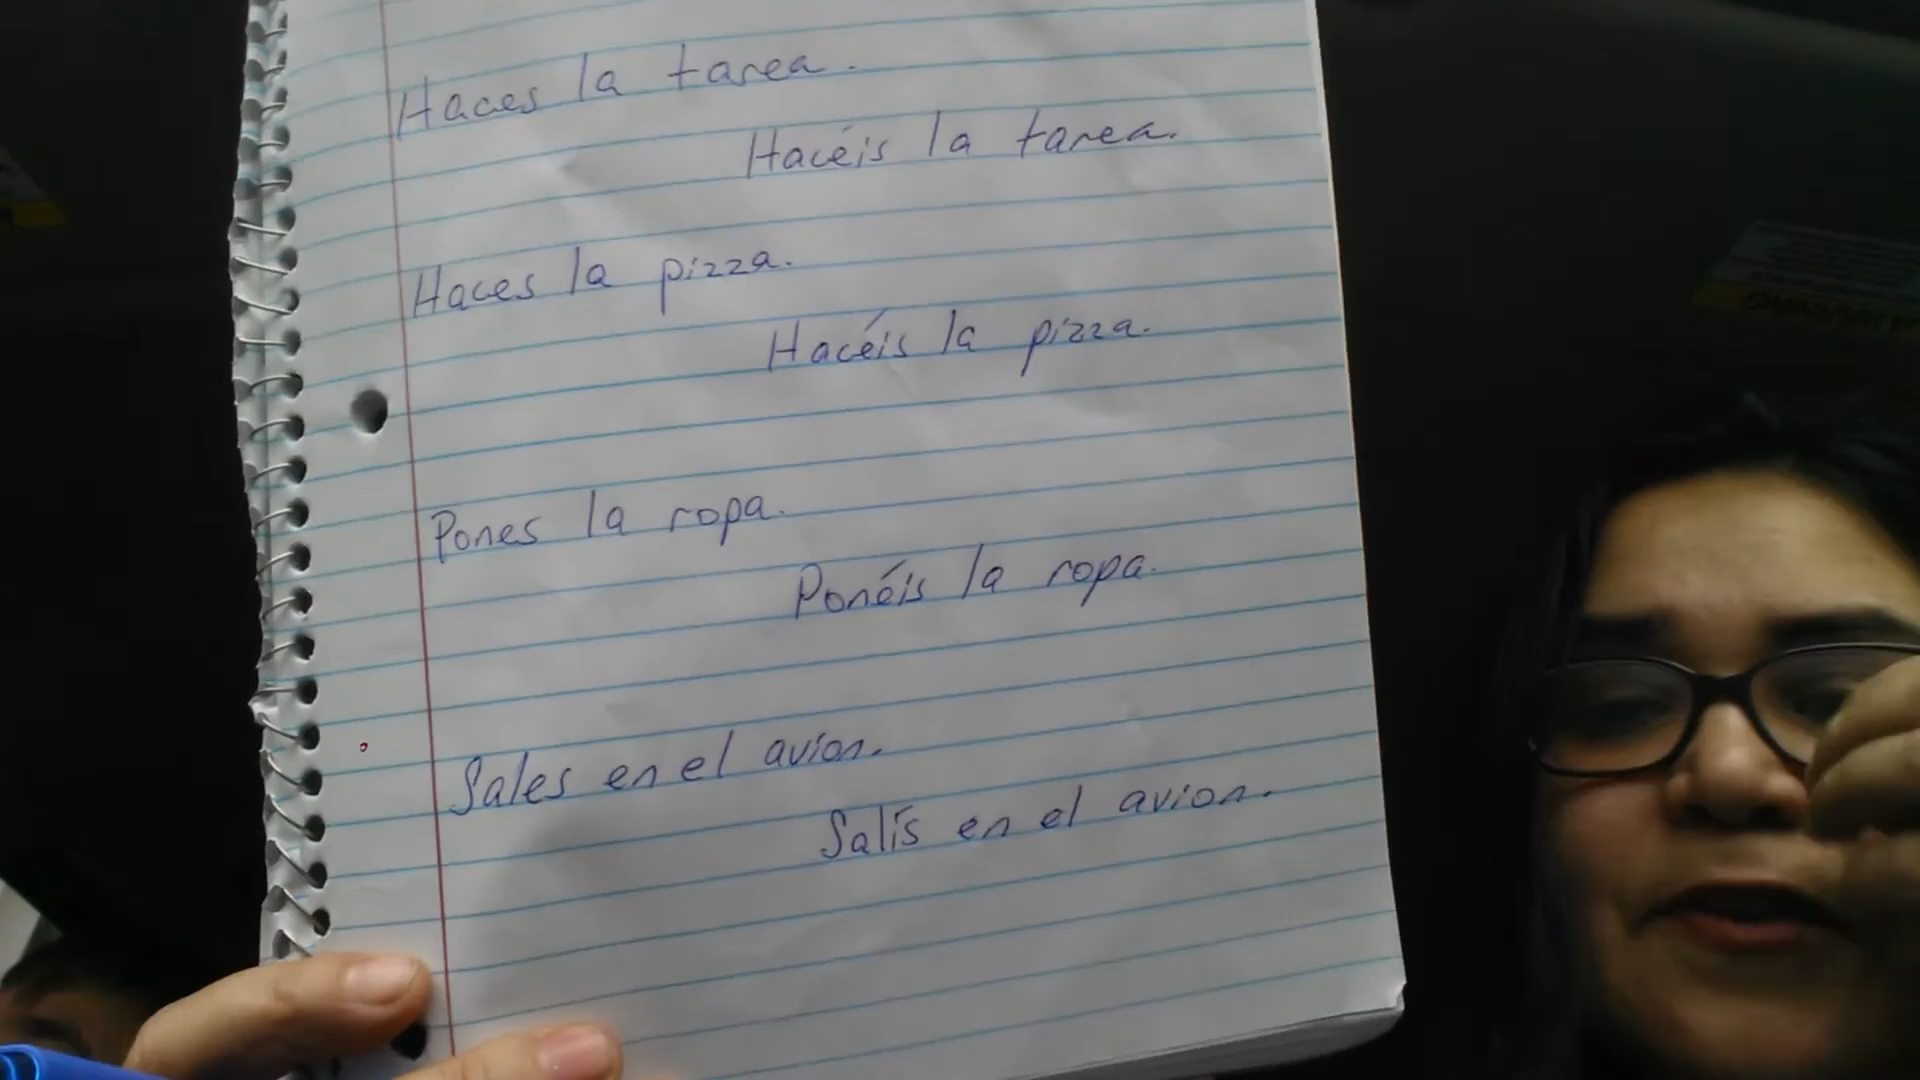 Haces la tarea.
Hacéis la tarea.
Haces la pizza.
Hacéis la pizza.
Pones la ropa.
Ponéis la ropa.
Sales en el avion.
Salís en el avion.